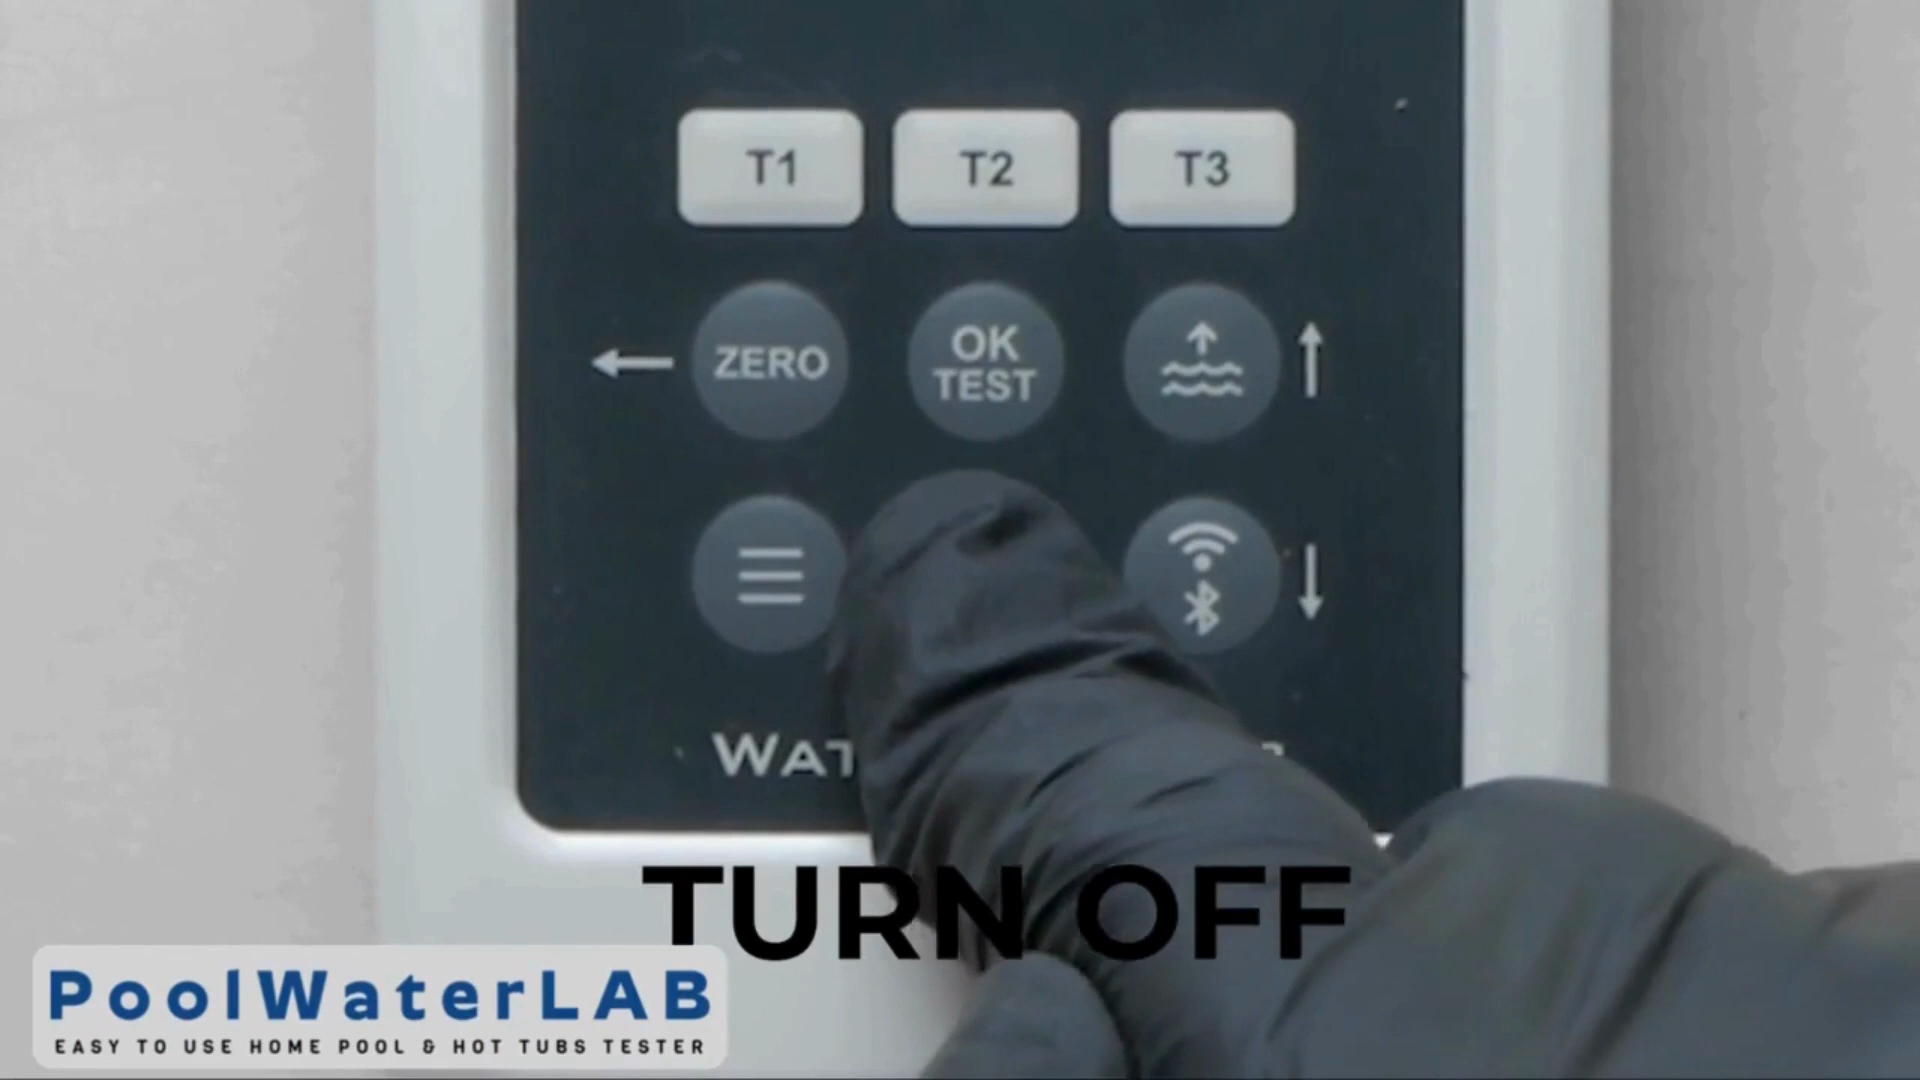 T1 T2 T3
ZERO OK TEST
TURN OFF
PoolWaterLAB
EASY TO USE HOME POOL & HOT TUBS TESTER